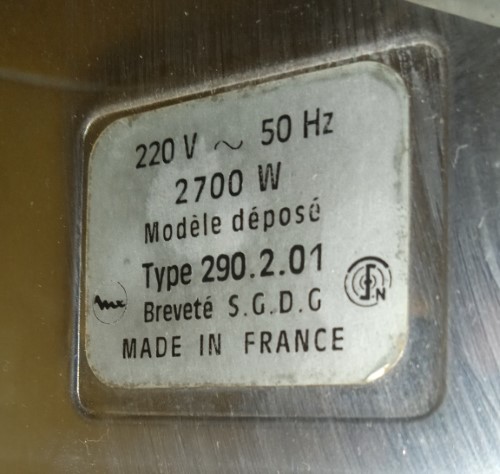 220 V ~ 50 Hz
2700 W
Modèle déposé
Type 290.2.01
Breveté S.G.D.G
MADE IN FRANCE